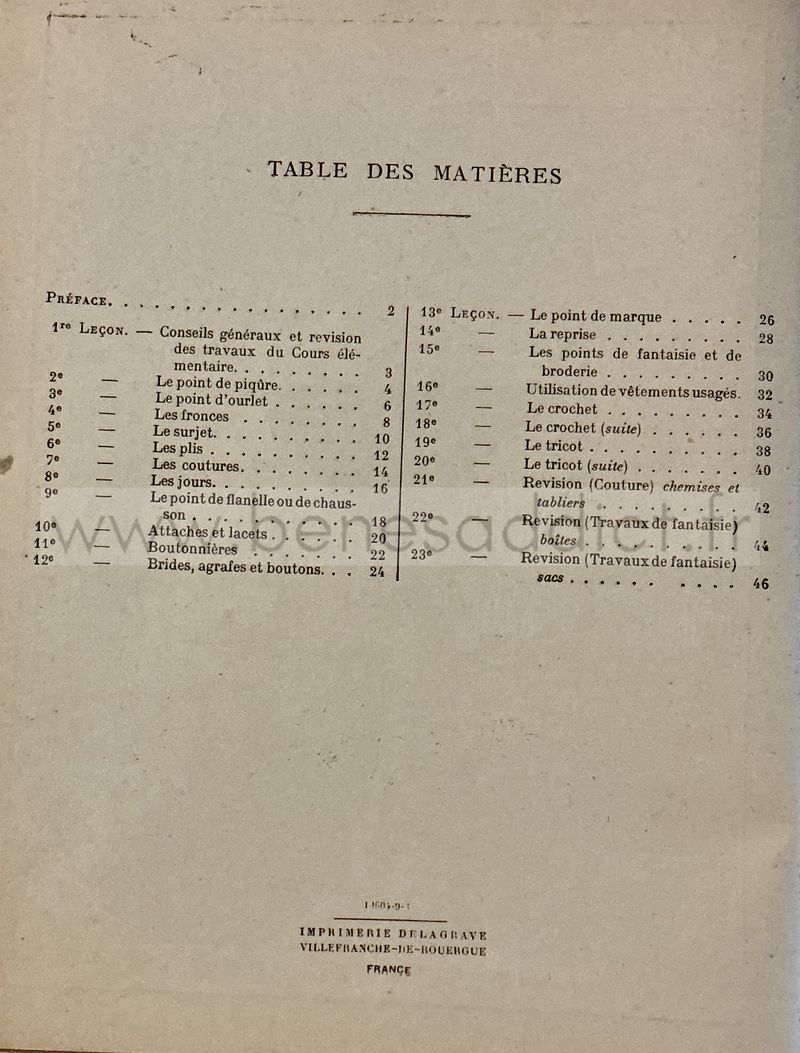 TABLE DES MATIÈRES
PRÉFACE. . . . . . . . . . . . . . . . . 2
1re LEÇON. — Conseils généraux et revision
des travaux du Cours élé-
mentaire. . . . . . . . . 3
2e — Le point de piqûre. . . . . . 4
3e — Le point d'ourlet . . . . . . 6
4e — Les fronces . . . . . . . . 8
5e — Le surjet. . . . . . . . . . 10
6e — Les plis . . . . . . . . . . 12
7e — Les coutures. . . . . . . . 14
8e — Les jours. . . . . . . . . . 16
9e — Le point de flanelle ou de chaus-
son . . . . . . . . . . . 18
10e — Attaches et lacets . . . . . . 20
11e — Boutonnières . . . . . . . 22
12e — Brides, agrafes et boutons. . . 24
13e LEÇON. — Le point de marque . . . . . 26
14e — La reprise . . . . . . . . . 28
15e — Les points de fantaisie et de
broderie . . . . . . . . . 30
16e — Utilisation de vêtements usagés. 32
17e — Le crochet . . . . . . . . . 34
18e — Le crochet (suite) . . . . . . 36
19e — Le tricot . . . . . . . . . . 38
20e — Le tricot (suite) . . . . . . . 40
21e — Revision (Couture) chemises et
tabliers . . . . . . . . . 42
22e — Revision (Travaux de fantaisie)
boîtes . . . . . . . . . . 44
23e — Revision (Travaux de fantaisie)
sacs . . . . . . . . . . 46
IMPRIMERIE DELAGRAVE
VILLEFRANCHE-DE-ROUERGUE
FRANCE